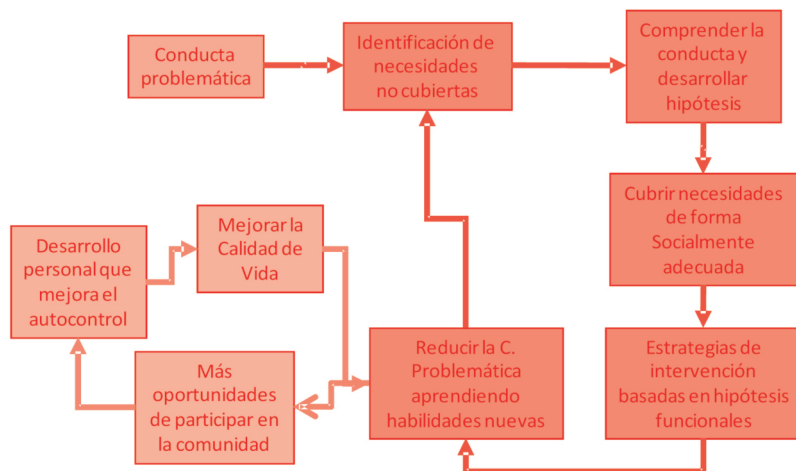 Conducta
problemática
Identificación de
necesidades
no cubiertas
Comprender la
conducta y
desarrollar
hipótesis
Cubrir necesidades
de forma
Socialmente
adecuada
Estrategias de
intervención
basadas en hipótesis
funcionales
Reducir la C.
Problemática
aprendiendo
habilidades nuevas
Más
oportunidades
de participar en
la comunidad
Desarrollo
personal que
mejora el
autocontrol
Mejorar la
Calidad de
Vida